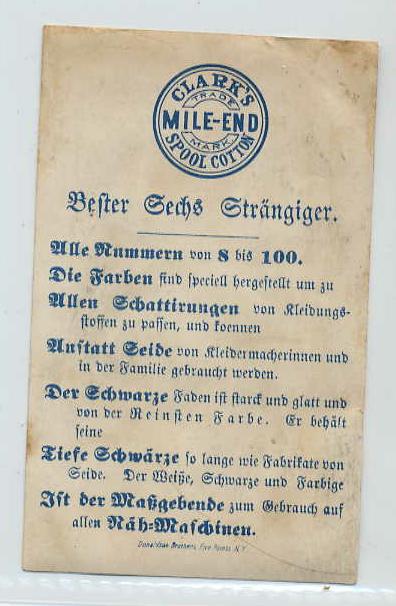 CLARK'S
TRADE
MILE-END
MARK
SPOOL COTTON
Bester Sechs Strängiger.
Alle Nummern von 8 bis 100.
Die Farben sind speciell hergestellt um zu
Allen Schattirungen von Kleidungs-
stoffen zu passen, und koennen
Anstatt Seide von Kleidermacherinnen und
in der Familie gebraucht werden.
Der Schwarze Faden ist starck und glatt und
von der Reinsten Farbe. Er behält
seine
Tiefe Schwärze so lange wie Fabrikate von
Seide. Der Weiße, Schwarze und Farbige
Ist der Maßgebende zum Gebrauch auf
allen Näh-Maschinen.
Donaldson Brothers, Five Points, N.Y.